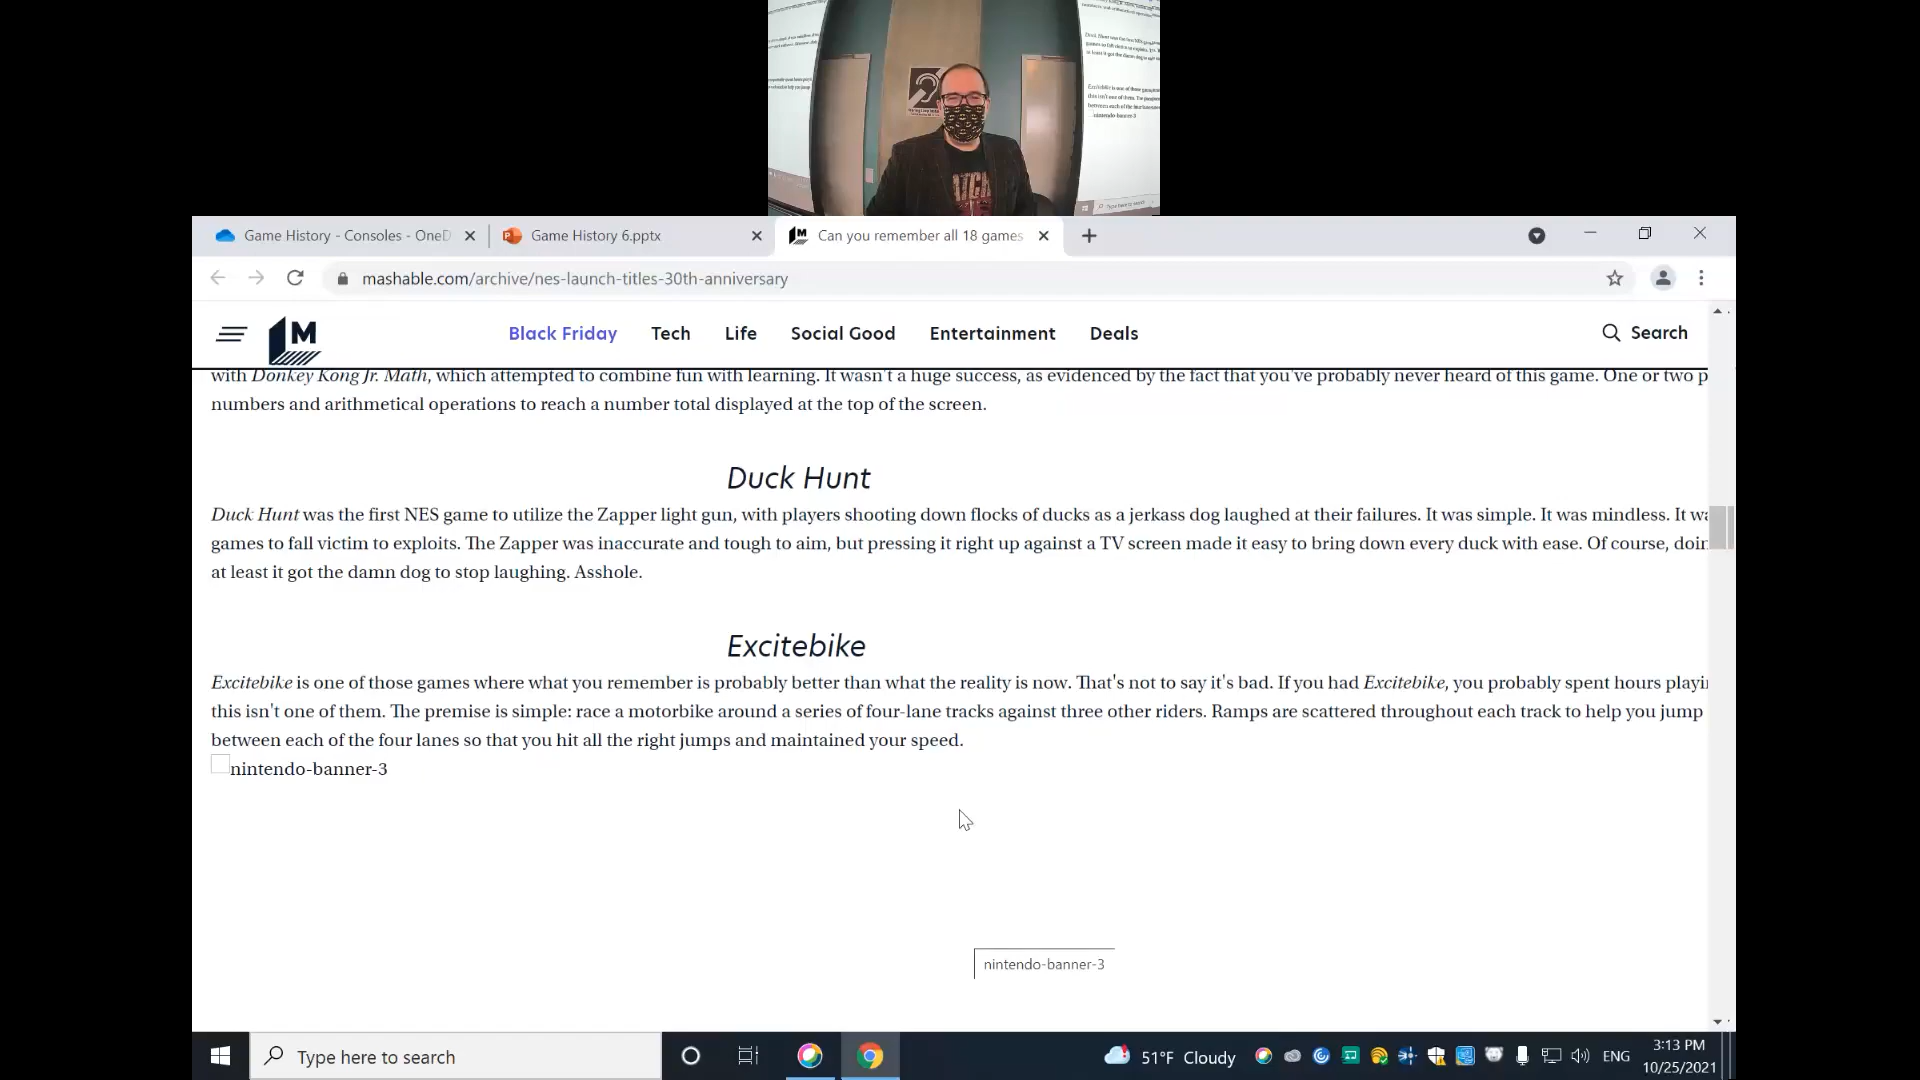 Game History - Consoles - OneD
Game History 6.pptx
Can you remember all 18 games
mashable.com/archive/nes-launch-titles-30th-anniversary
M
Black Friday
Tech
Life
Social Good
Entertainment
Deals
Search
with Donkey Kong Jr. Math, which attempted to combine fun with learning. It wasn't a huge success, as evidenced by the fact that you've probably never heard of this game. One or two p
numbers and arithmetical operations to reach a number total displayed at the top of the screen.
Duck Hunt
Duck Hunt was the first NES game to utilize the Zapper light gun, with players shooting down flocks of ducks as a jerkass dog laughed at their failures. It was simple. It was mindless. It wa
games to fall victim to exploits. The Zapper was inaccurate and tough to aim, but pressing it right up against a TV screen made it easy to bring down every duck with ease. Of course, doin
at least it got the damn dog to stop laughing. Asshole.
Excitebike
Excitebike is one of those games where what you remember is probably better than what the reality is now. That's not to say it's bad. If you had Excitebike, you probably spent hours playin
this isn't one of them. The premise is simple: race a motorbike around a series of four-lane tracks against three other riders. Ramps are scattered throughout each track to help you jump
between each of the four lanes so that you hit all the right jumps and maintained your speed.
nintendo-banner-3
nintendo-banner-3
Type here to search
51°F Cloudy
ENG
3:13 PM
10/25/2021